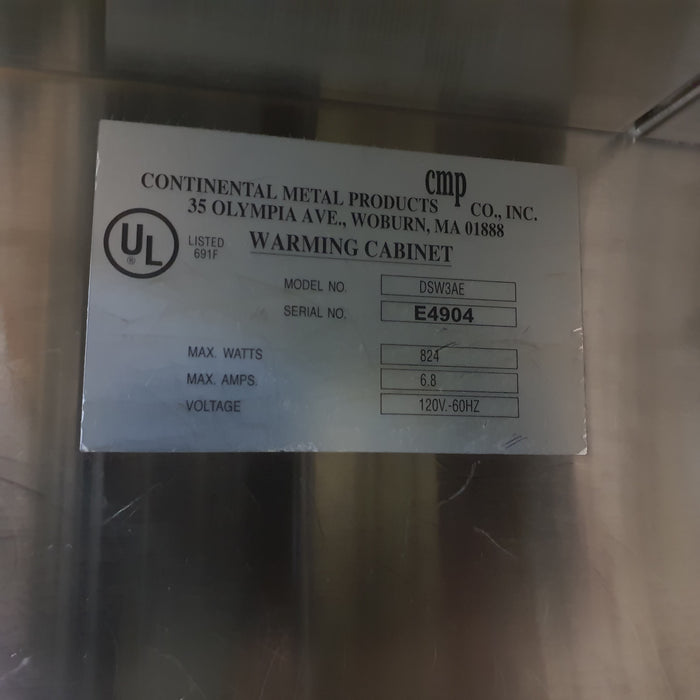 cmp
CONTINENTAL METAL PRODUCTS CO., INC.
35 OLYMPIA AVE., WOBURN, MA 01888
UL
®
LISTED
691F
WARMING CABINET
MODEL NO. DSW3AE
SERIAL NO. E4904
MAX. WATTS 824
MAX. AMPS. 6.8
VOLTAGE 120V.-60HZ